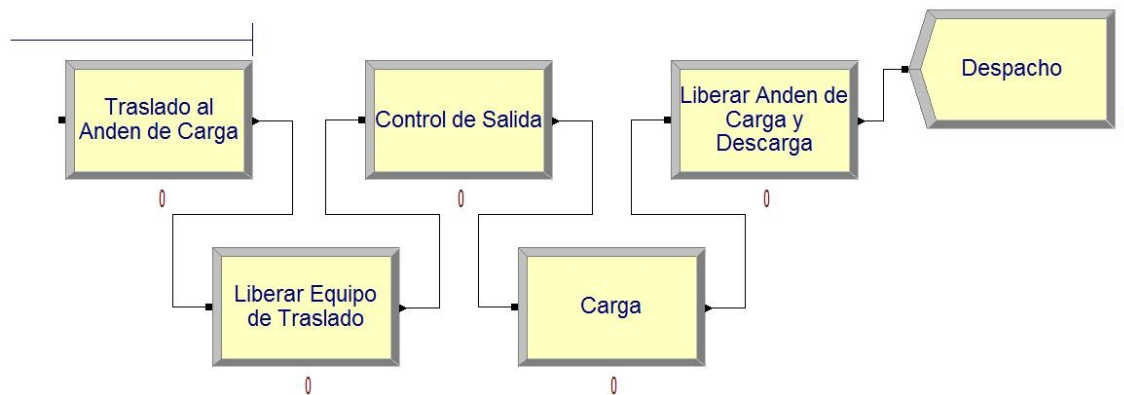 Traslado al
Anden de Carga
0
Liberar Equipo
de Traslado
0
Control de Salida
0
Carga
0
Liberar Anden de
Carga y
Descarga
0
Despacho